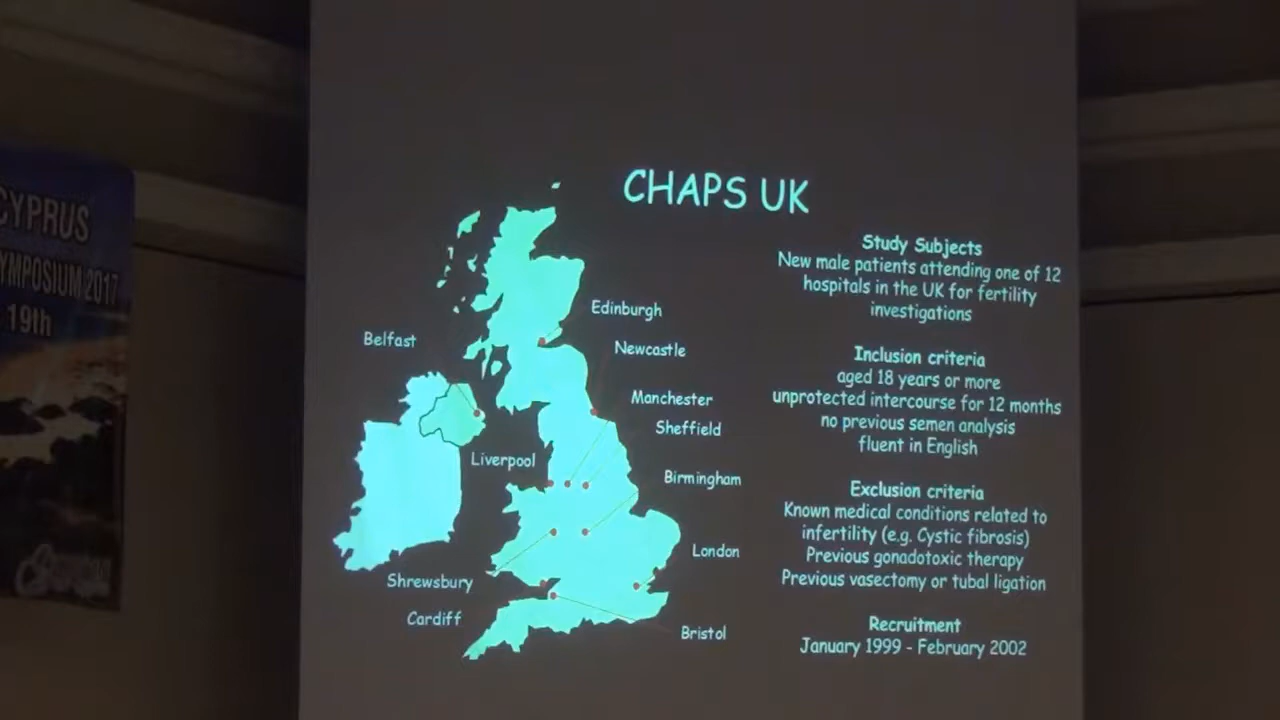 CYPRUS
SYMPOSIUM 2017
19th
CHAPS UK
Edinburgh
Belfast
Newcastle
Manchester
Sheffield
Liverpool
Birmingham
London
Shrewsbury
Cardiff
Bristol
Study Subjects
New male patients attending one of 12
hospitals in the UK for fertility
investigations
Inclusion criteria
aged 18 years or more
unprotected intercourse for 12 months
no previous semen analysis
fluent in English
Exclusion criteria
Known medical conditions related to
infertility (e.g. Cystic fibrosis)
Previous gonadotoxic therapy
Previous vasectomy or tubal ligation
Recruitment
January 1999 - February 2002